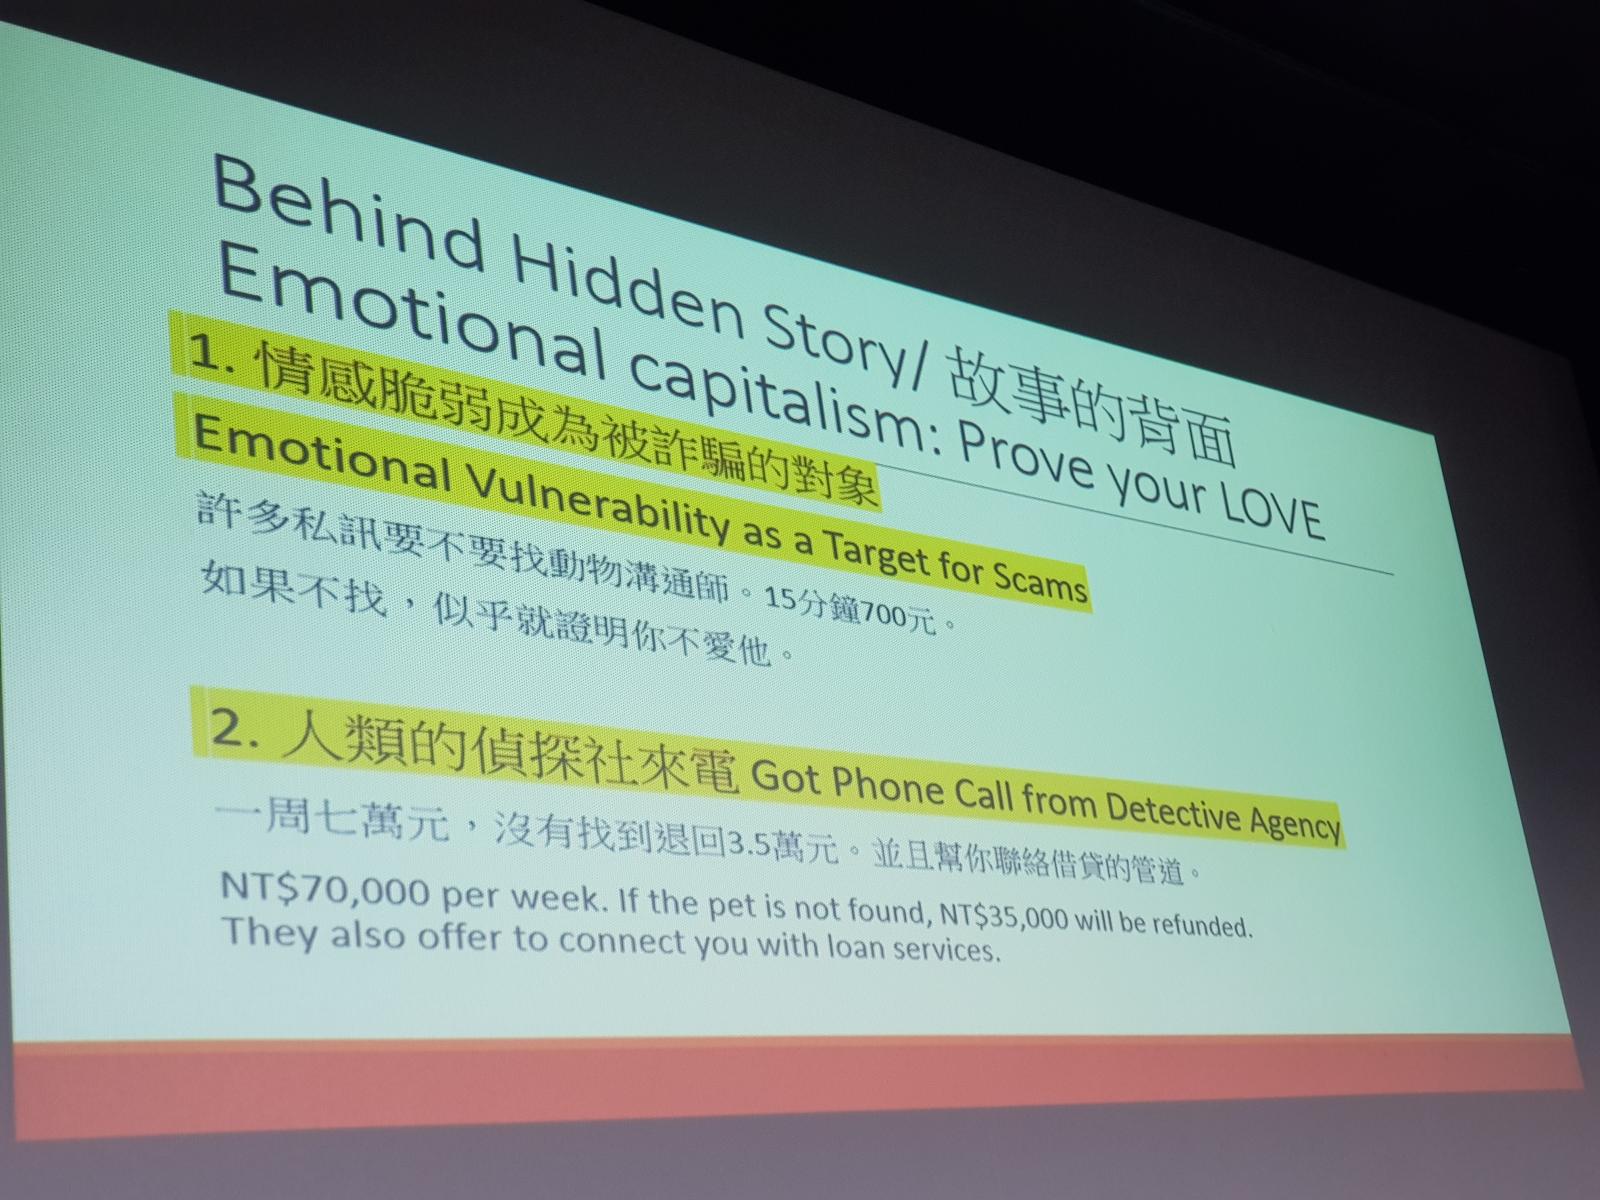 Behind Hidden Story/ 故事的背面
Emotional capitalism: Prove your LOVE
1. 情感脆弱成為被詐騙的對象
Emotional Vulnerability as a Target for Scams
許多私訊要不要找動物溝通師。15分鐘700元。
如果不找，似乎就證明你不愛他。
2. 人類的偵探社來電 Got Phone Call from Detective Agency
一周七萬元，沒有找到退回3.5萬元。並且幫你聯絡借貸的管道。
NT$70,000 per week. If the pet is not found, NT$35,000 will be refunded.
They also offer to connect you with loan services.